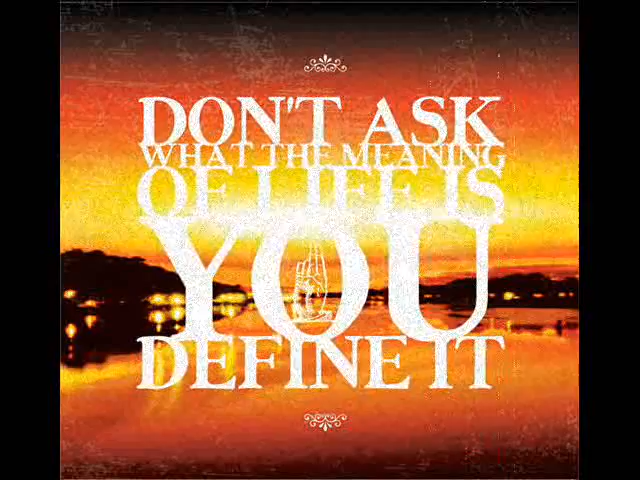 DON'T ASK
WHAT THE MEANING
OF LIFE IS
YOU
DEFINE IT